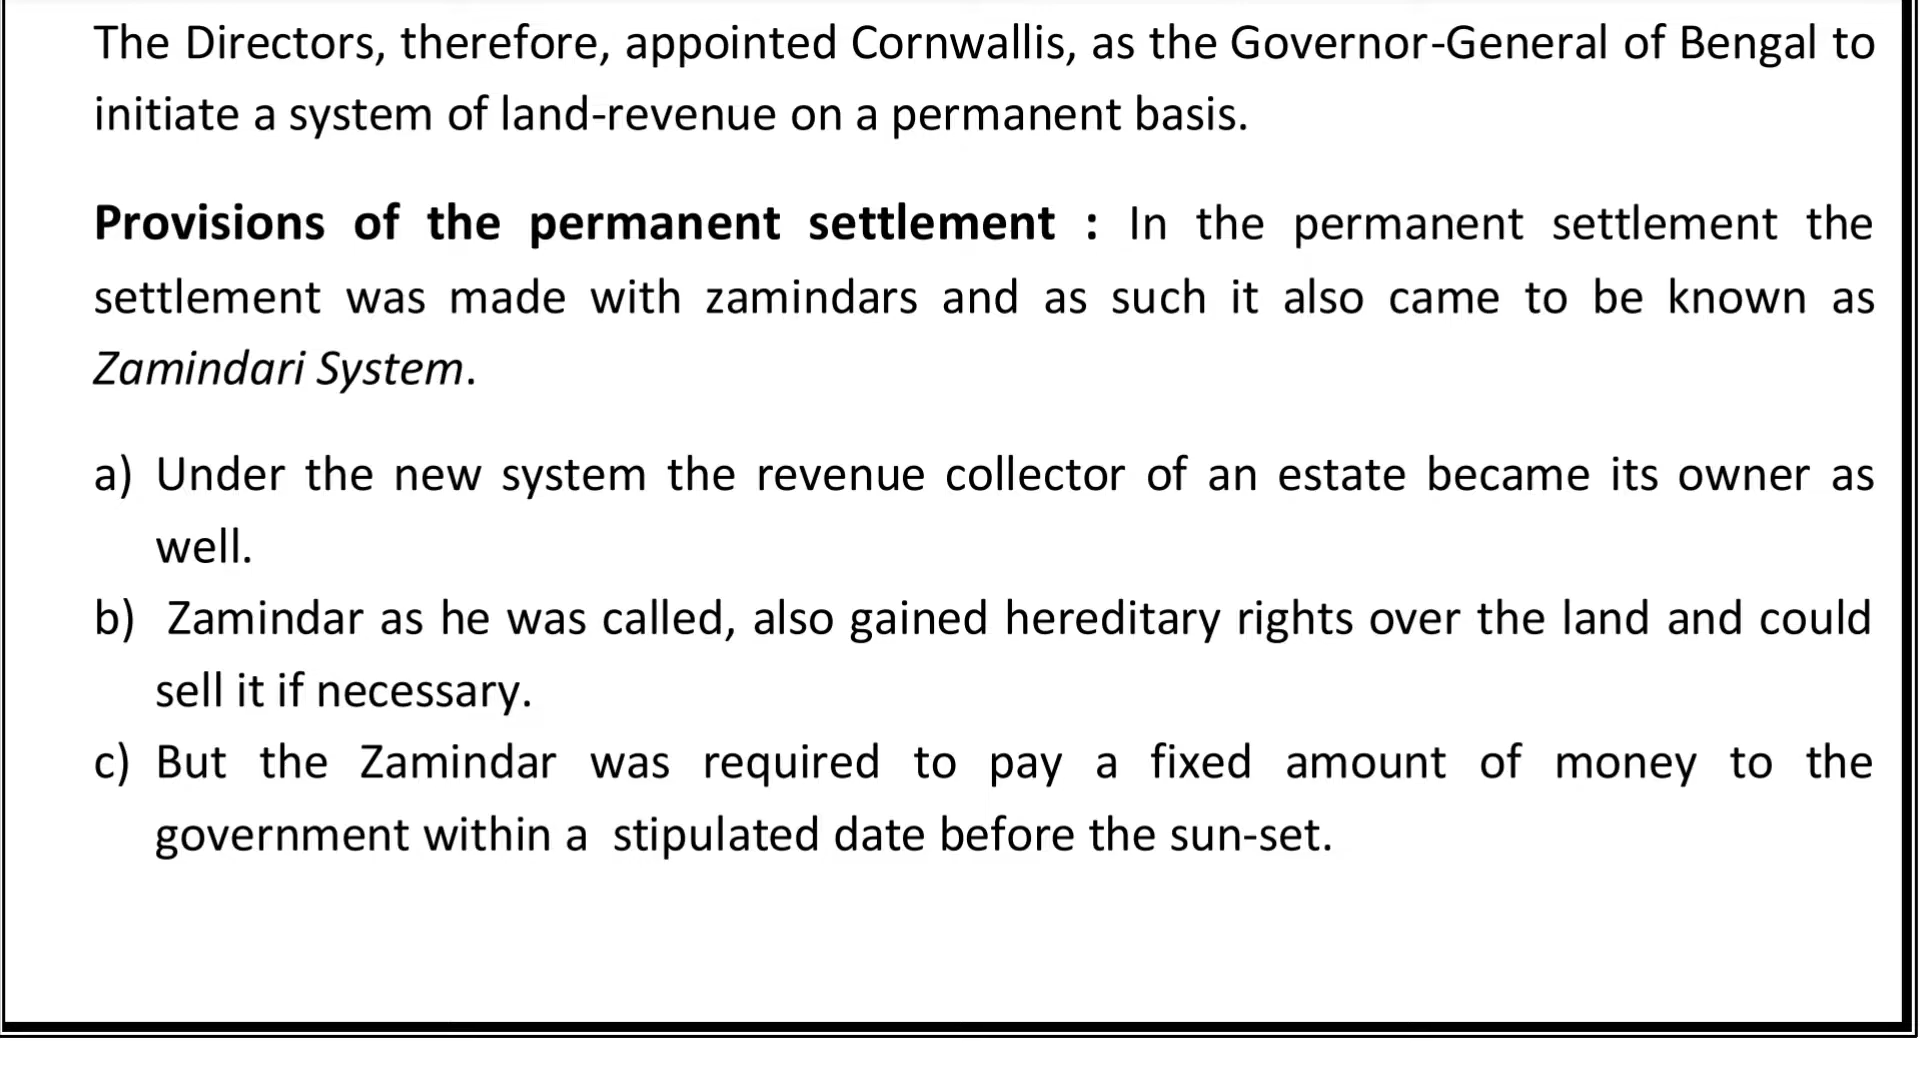 The Directors, therefore, appointed Cornwallis, as the Governor-General of Bengal to
initiate a system of land-revenue on a permanent basis.
Provisions of the permanent settlement : In the permanent settlement the
settlement was made with zamindars and as such it also came to be known as
Zamindari System.
a) Under the new system the revenue collector of an estate became its owner as
well.
b) Zamindar as he was called, also gained hereditary rights over the land and could
sell it if necessary.
c) But the Zamindar was required to pay a fixed amount of money to the
government within a stipulated date before the sun-set.